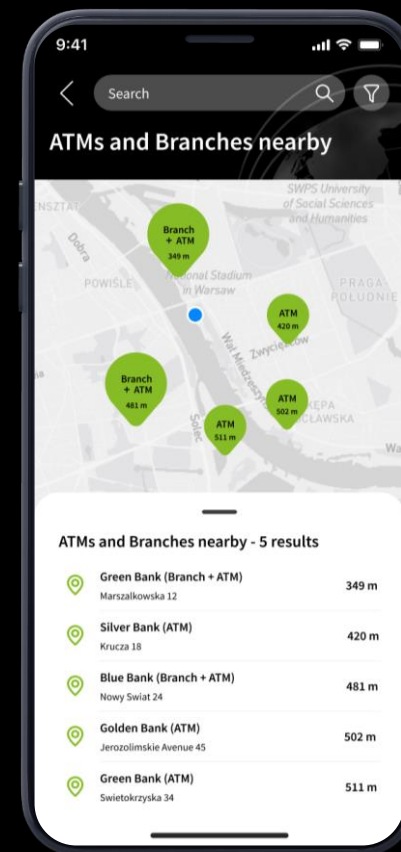 9:41
Search
ATMs and Branches nearby
SWPS University
of Social Sciences
and Humanities
Dobra
Branch
+ ATM
349 m
POWIŚLE
National Stadium
in Warsaw
PRAGA
POŁUDNIE
ATM
420 m
Wał Miedzeszyński
Zwycięzców
Branch
+ ATM
481 m
ATM
502 m
KĘPA
Solec
ATM
511 m
Wa
ATMs and Branches nearby - 5 results
Green Bank (Branch + ATM)
349 m
Marszalkowska 12
Silver Bank (ATM)
420 m
Krucza 18
Blue Bank (Branch + ATM)
481 m
Nowy Swiat 24
Golden Bank (ATM)
502 m
Jerozolimskie Avenue 45
Green Bank (ATM)
511 m
Swietokrzyska 34